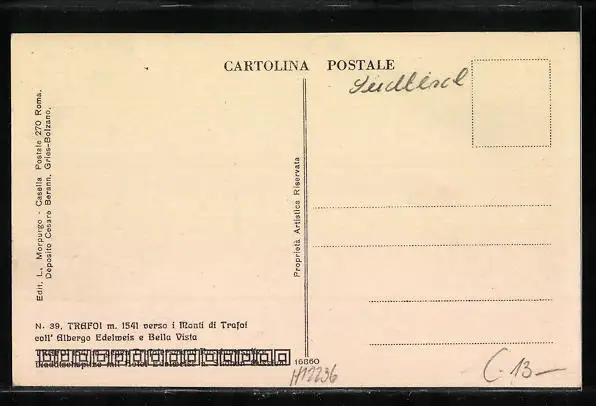 CARTOLINA POSTALE
Südtirol
Edit. L. Morpurgo - Casella Postale 270 Roma.
Deposito Cesare Berann, Gries-Bolzano.
Proprietà Artistica Riservata
N. 39, TRAFOI m. 1541 verso i Monti di Trafoi
coll' Albergo Edelweis e Bella Vista
16860
H12236
C. 13—